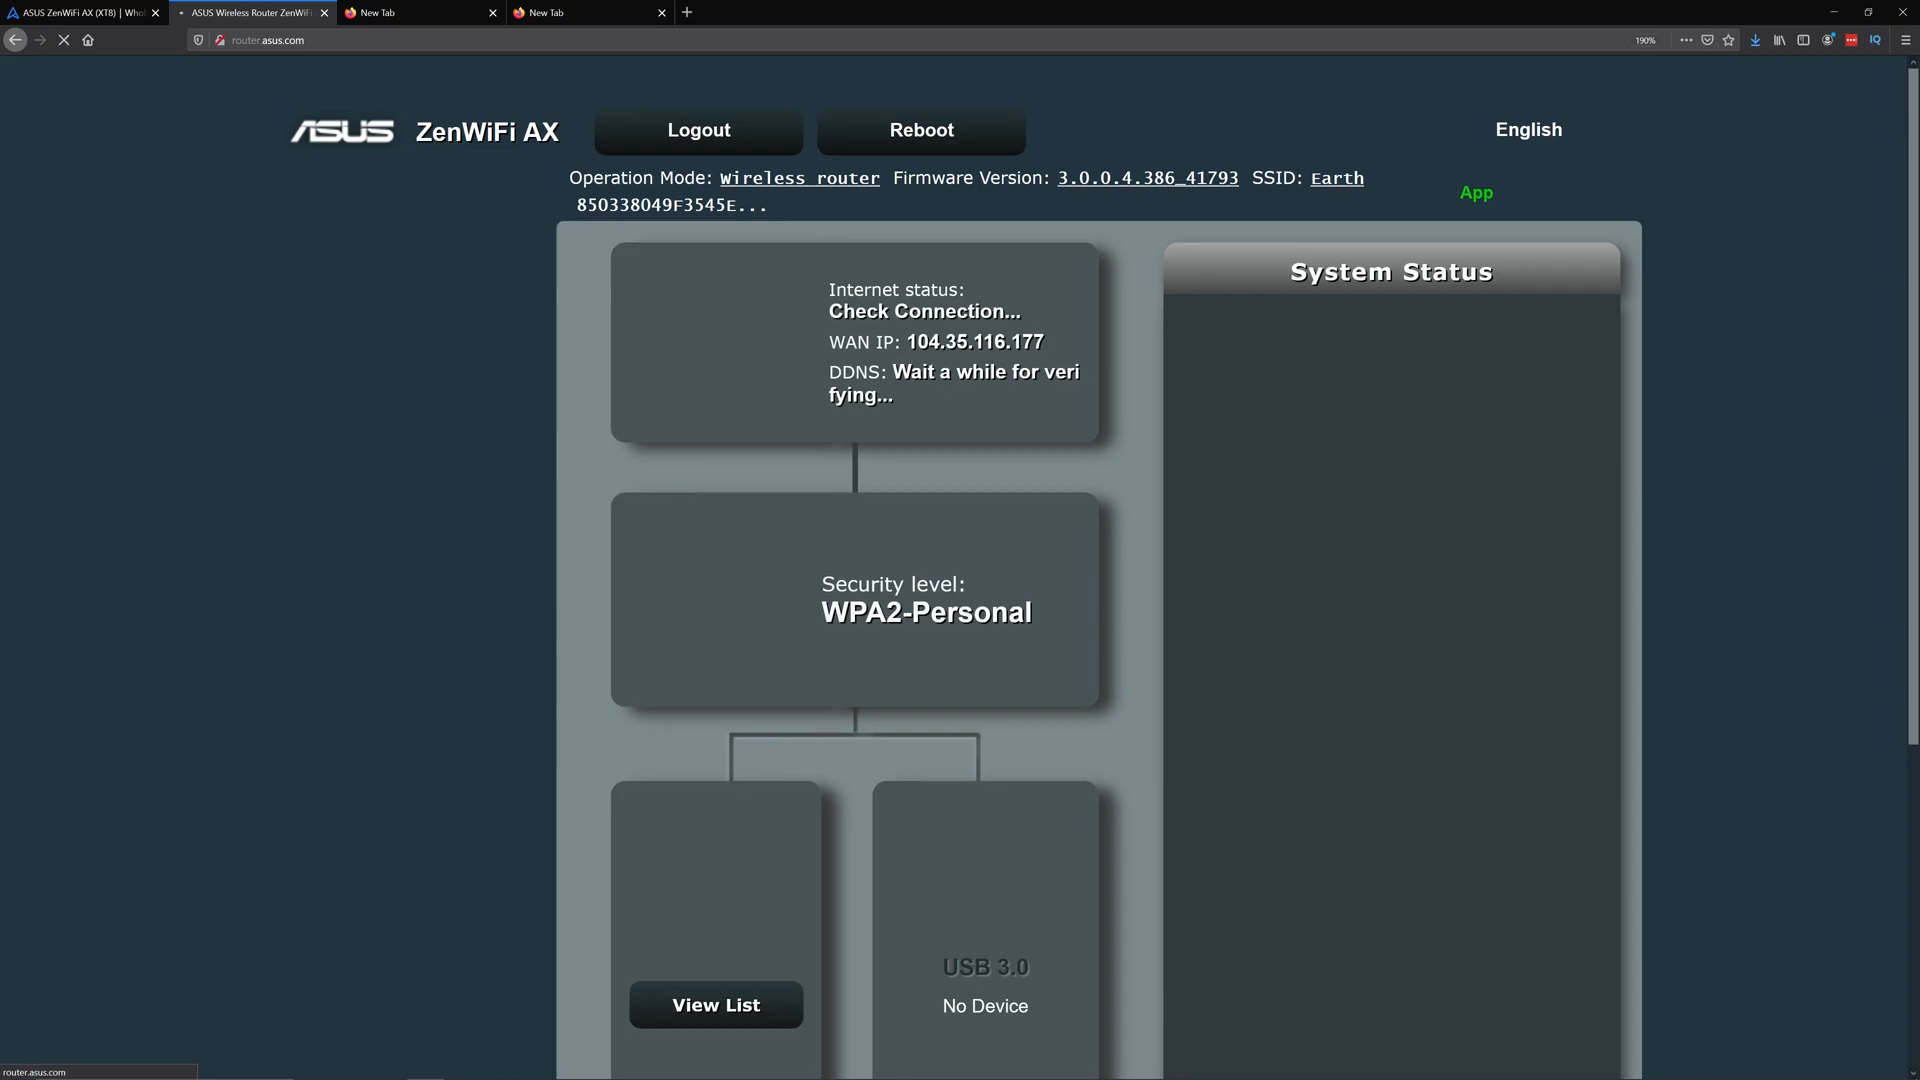 ASUS ZenWiFi AX (XT8) | Whol
ASUS Wireless Router ZenWiFi
New Tab
New Tab
router.asus.com
190%
IQ
ASUS ZenWiFi AX
Logout
Reboot
English
Operation Mode: Wireless router Firmware Version: 3.0.0.4.386_41793 SSID: Earth
850338049F3545E...
App
Internet status:
Check Connection...
WAN IP: 104.35.116.177
DDNS: Wait a while for veri
fying...
System Status
Security level:
WPA2-Personal
View List
USB 3.0
No Device
router.asus.com